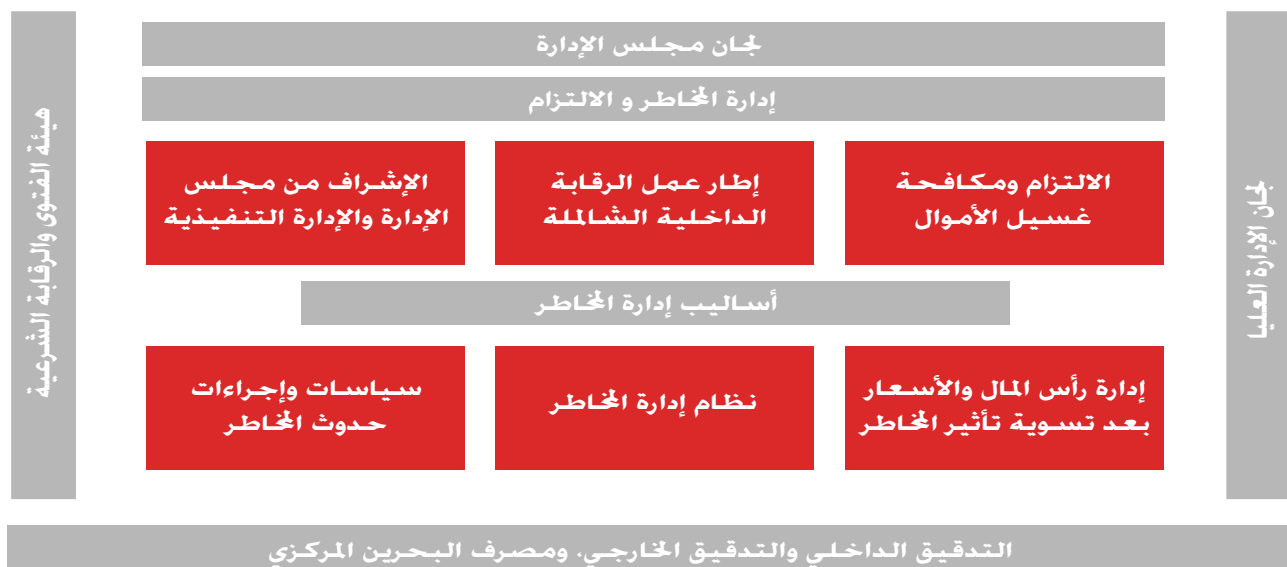 لجان مجلس الإدارة
إدارة المخاطر و الالتزام
لجان الإدارة العليا
هيئة الفتوى والرقابة الشرعية
الالتزام ومكافحة
غسيل الأموال
إطار عمل الرقابة
الداخلية الشاملة
الإشراف من مجلس
الإدارة والإدارة التنفيذية
أساليب إدارة المخاطر
إدارة رأس المال والأسعار
بعد تسوية تأثير المخاطر
نظام إدارة المخاطر
سياسات وإجراءات
حدوث المخاطر
التدقيق الداخلي والتدقيق الخارجي، ومصرف البحرين المركزي